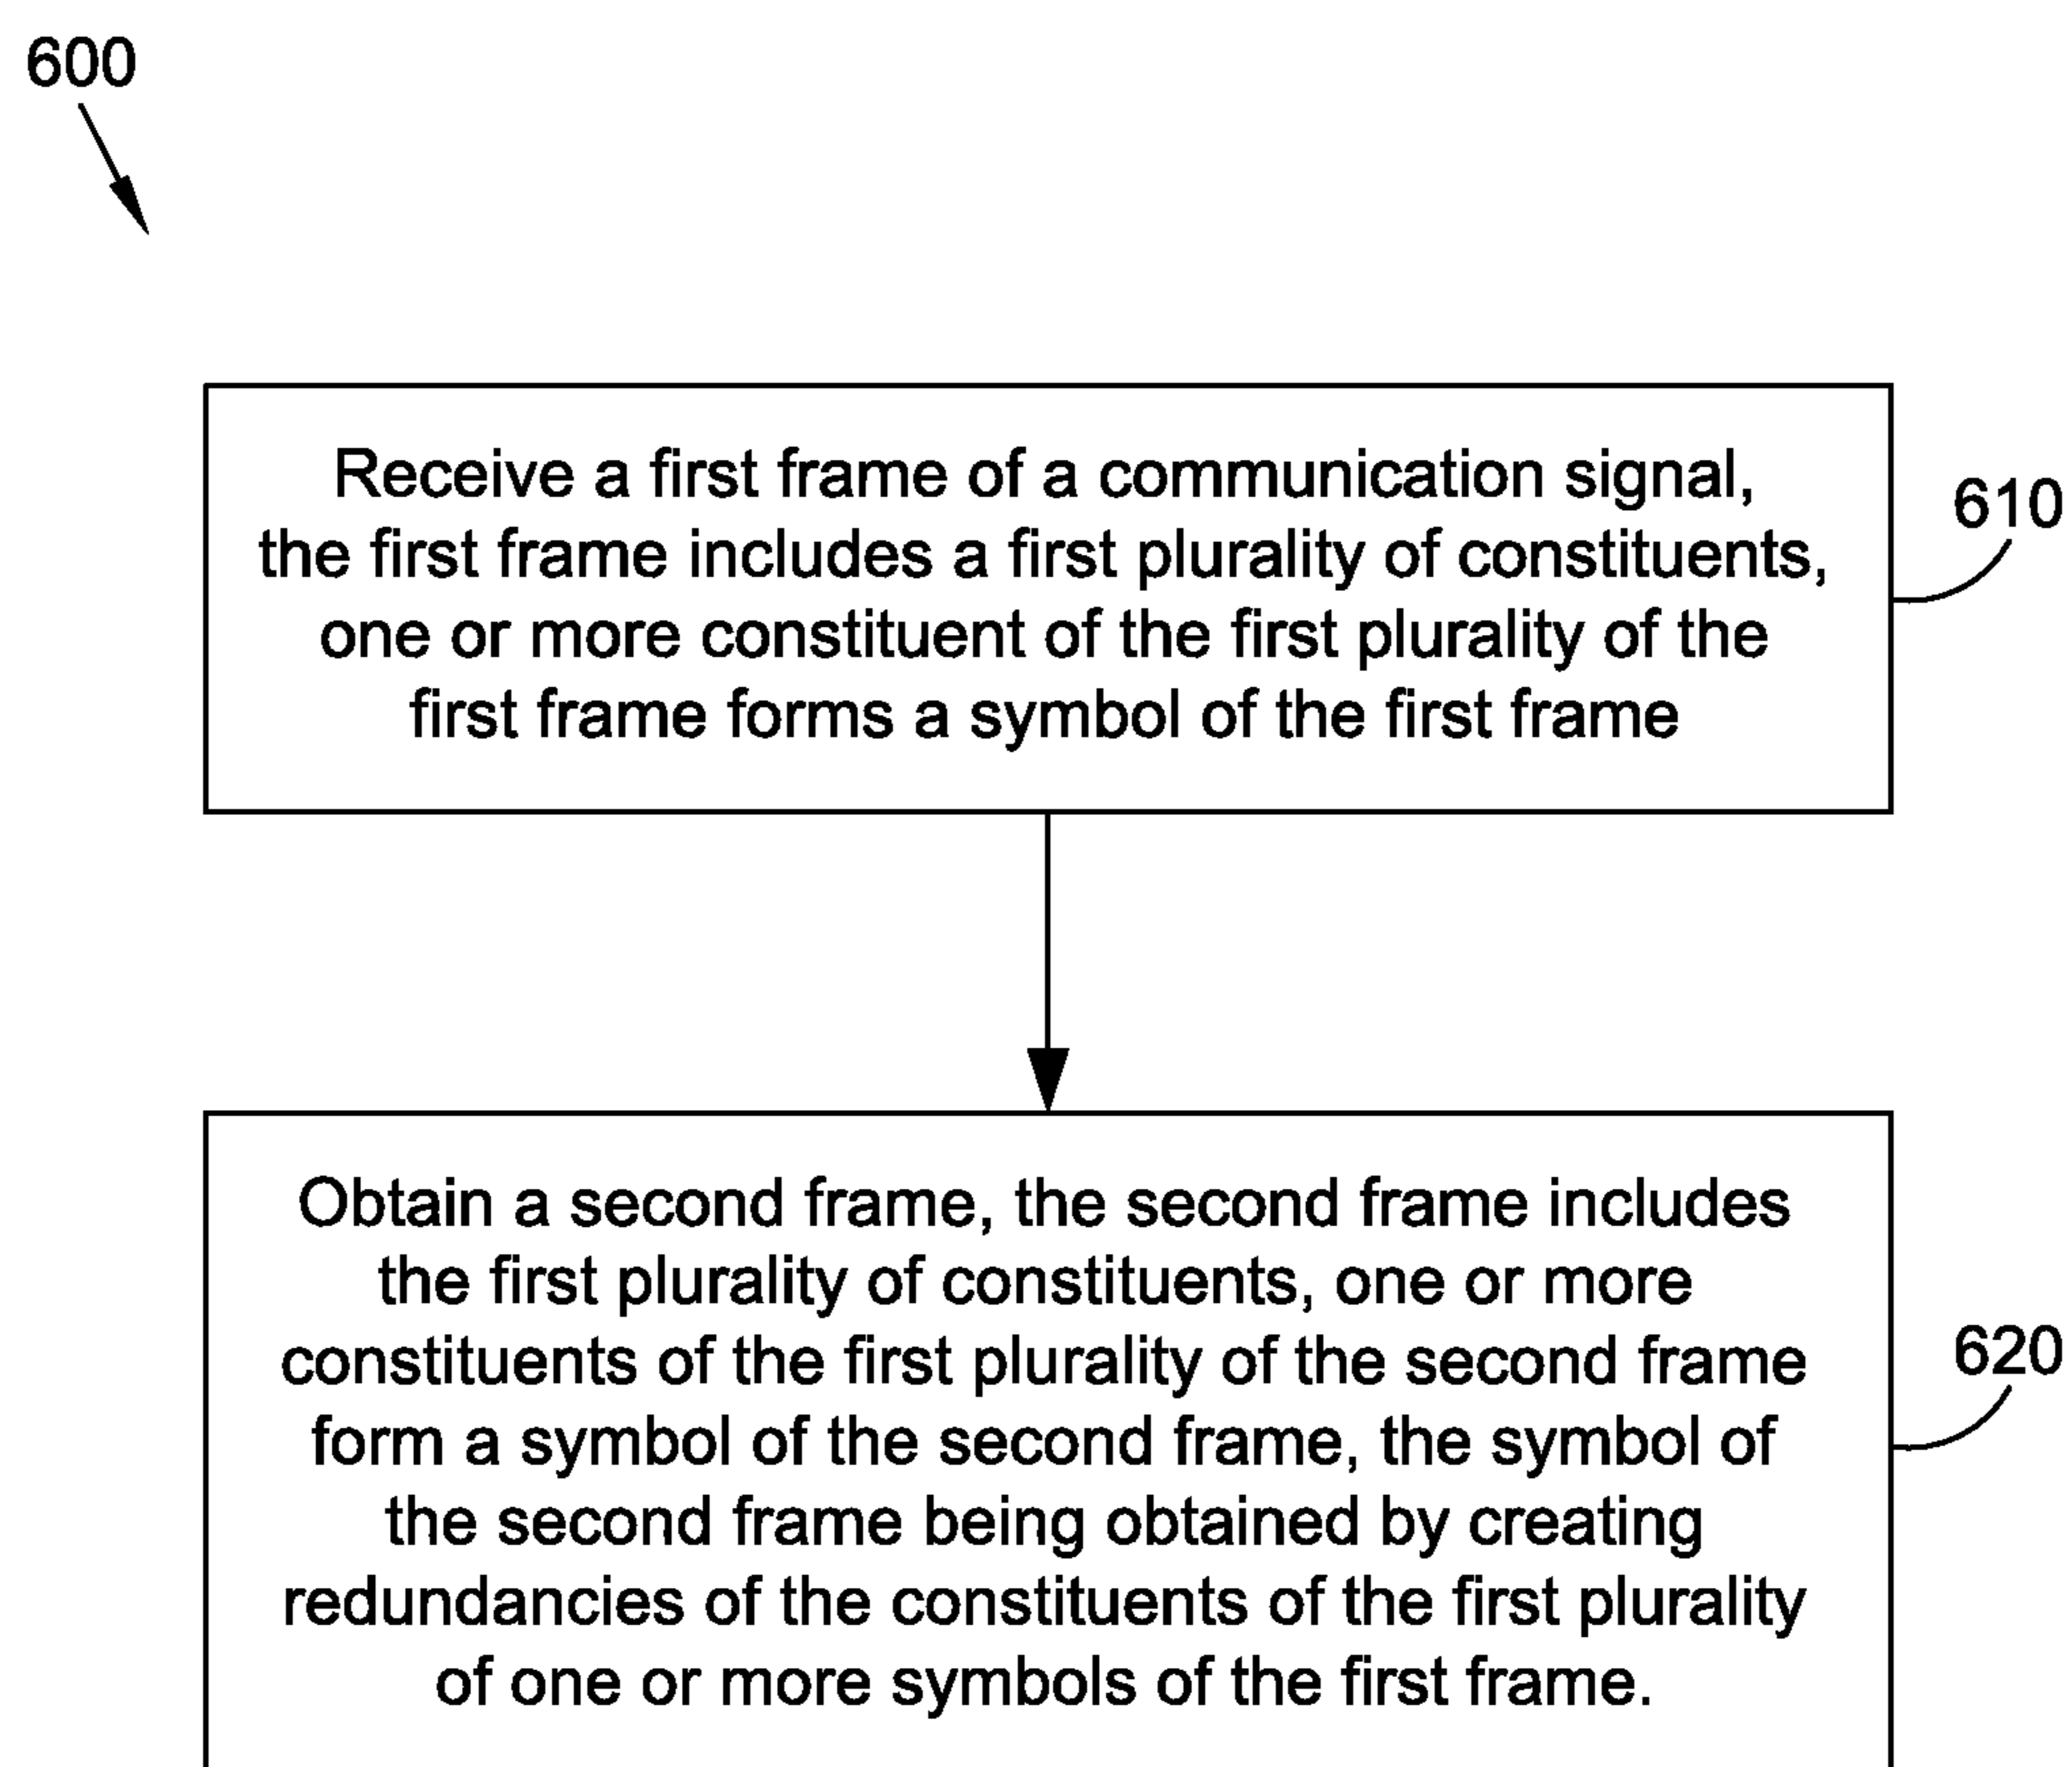 600
Receive a first frame of a communication signal,
the first frame includes a first plurality of constituents,
one or more constituent of the first plurality of the
first frame forms a symbol of the first frame
610
Obtain a second frame, the second frame includes
the first plurality of constituents, one or more
constituents of the first plurality of the second frame
form a symbol of the second frame, the symbol of
the second frame being obtained by creating
redundancies of the constituents of the first plurality
of one or more symbols of the first frame.
620